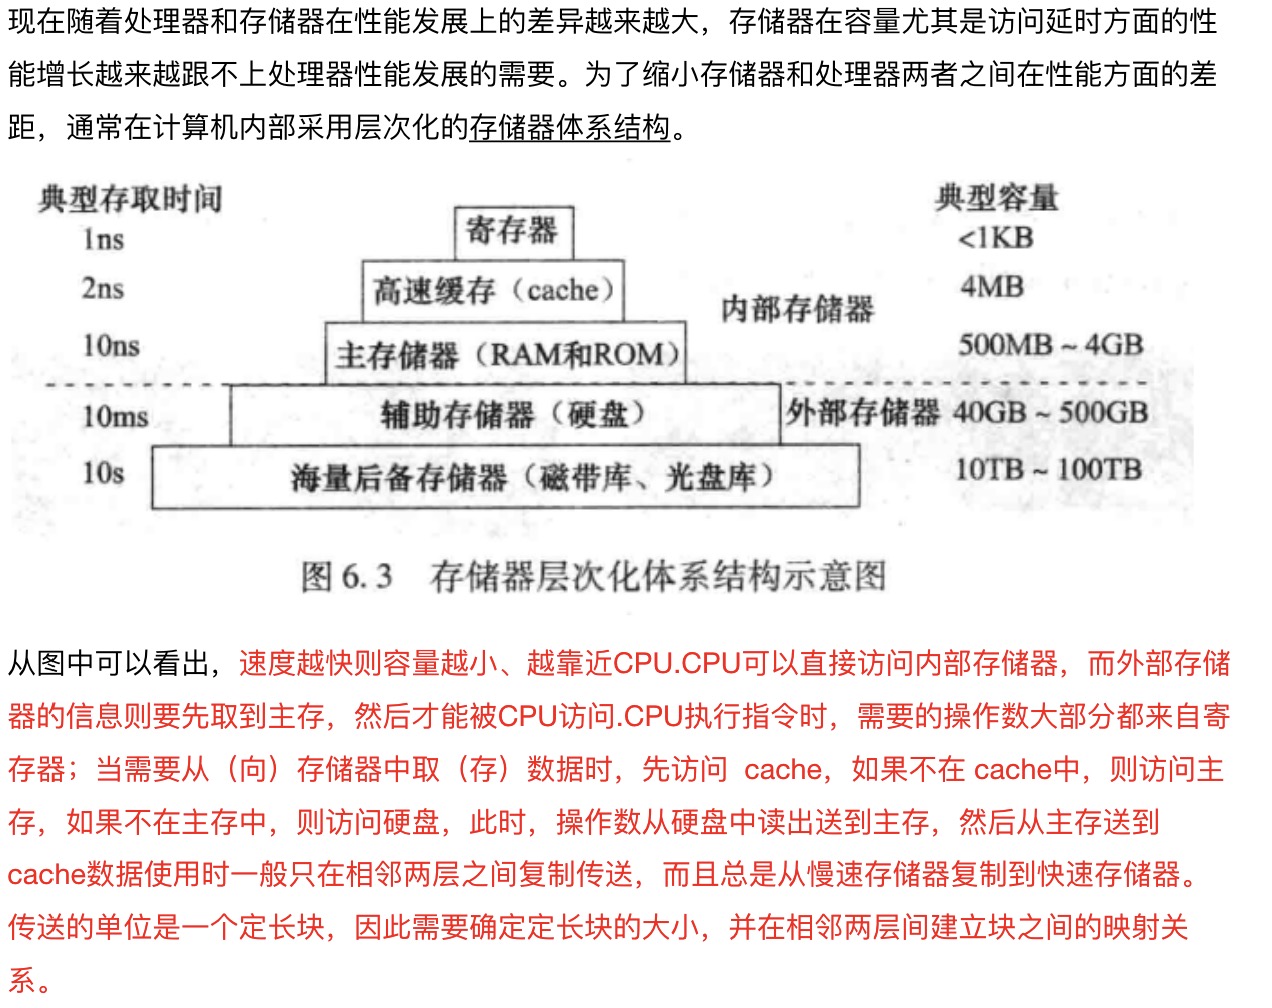 现在随着处理器和存储器在性能发展上的差异越来越大，存储器在容量尤其是访问延时方面的性
能增长越来越跟不上处理器性能发展的需要。为了缩小存储器和处理器两者之间在性能方面的差
距，通常在计算机内部采用层次化的存储器体系结构。
典型存取时间 典型容量
1ns 寄存器 <1KB
2ns 高速缓存（cache） 4MB
内部存储器
10ns 主存储器（RAM和ROM） 500MB ~ 4GB
10ms 辅助存储器（硬盘） 外部存储器 40GB ~ 500GB
10s 海量后备存储器（磁带库、光盘库） 10TB ~ 100TB
图 6.3 存储器层次化体系结构示意图
从图中可以看出，速度越快则容量越小、越靠近CPU.CPU可以直接访问内部存储器，而外部存储
器的信息则要先取到主存，然后才能被CPU访问.CPU执行指令时，需要的操作数大部分都来自寄
存器；当需要从（向）存储器中取（存）数据时，先访问 cache，如果不在 cache中，则访问主
存，如果不在主存中，则访问硬盘，此时，操作数从硬盘中读出送到主存，然后从主存送到
cache数据使用时一般只在相邻两层之间复制传送，而且总是从慢速存储器复制到快速存储器。
传送的单位是一个定长块，因此需要确定定长块的大小，并在相邻两层间建立块之间的映射关
系。